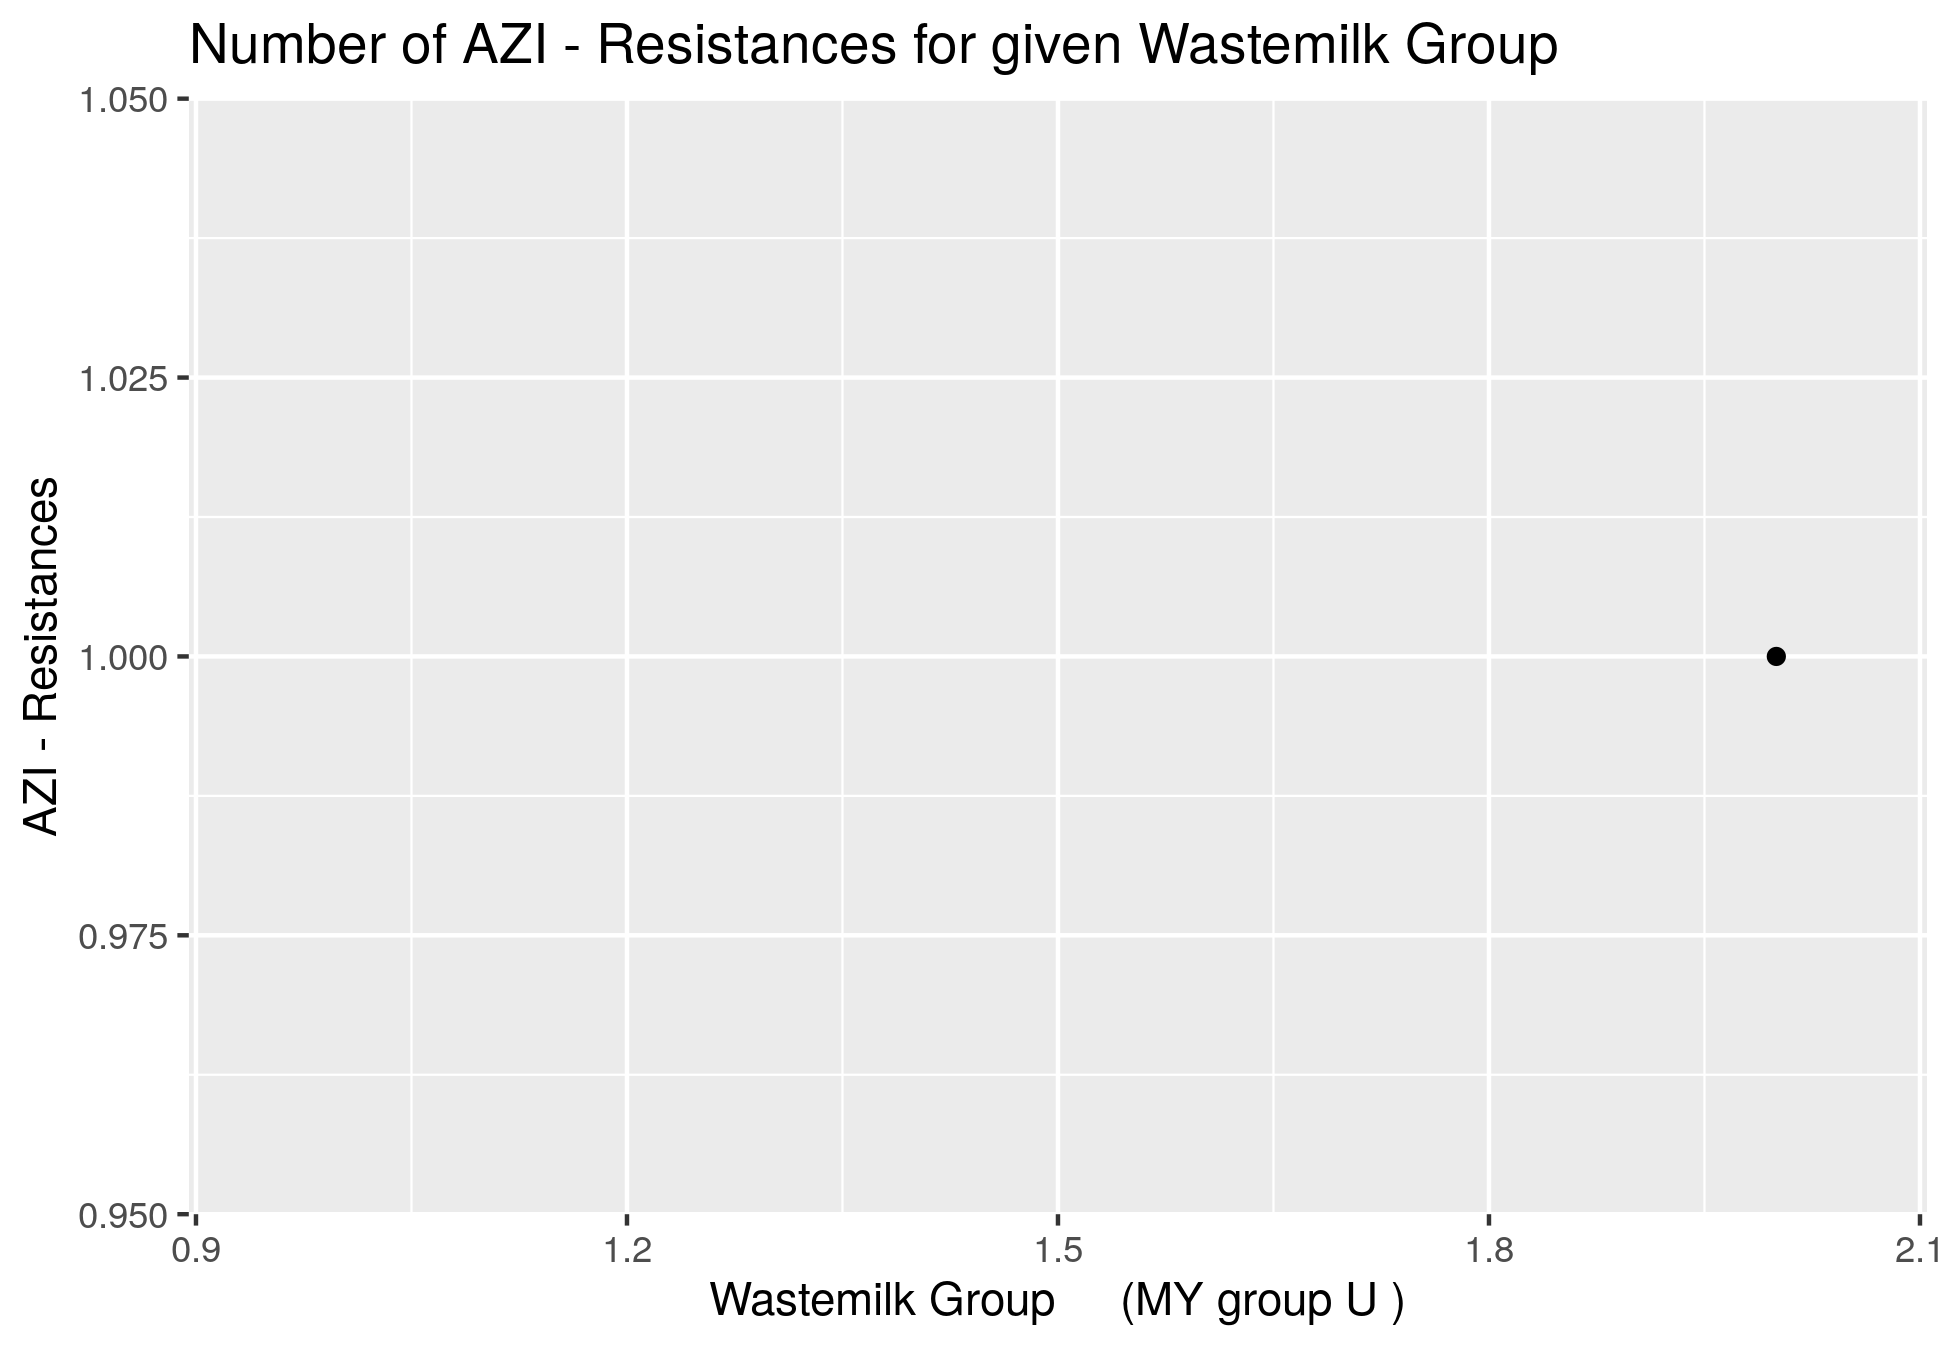 Number of AZI - Resistances for given Wastemilk Group
1.050
1.025
1.000
0.975
0.950
AZI - Resistances
0.9 1.2 1.5 1.8 2.1
Wastemilk Group (MY group U )